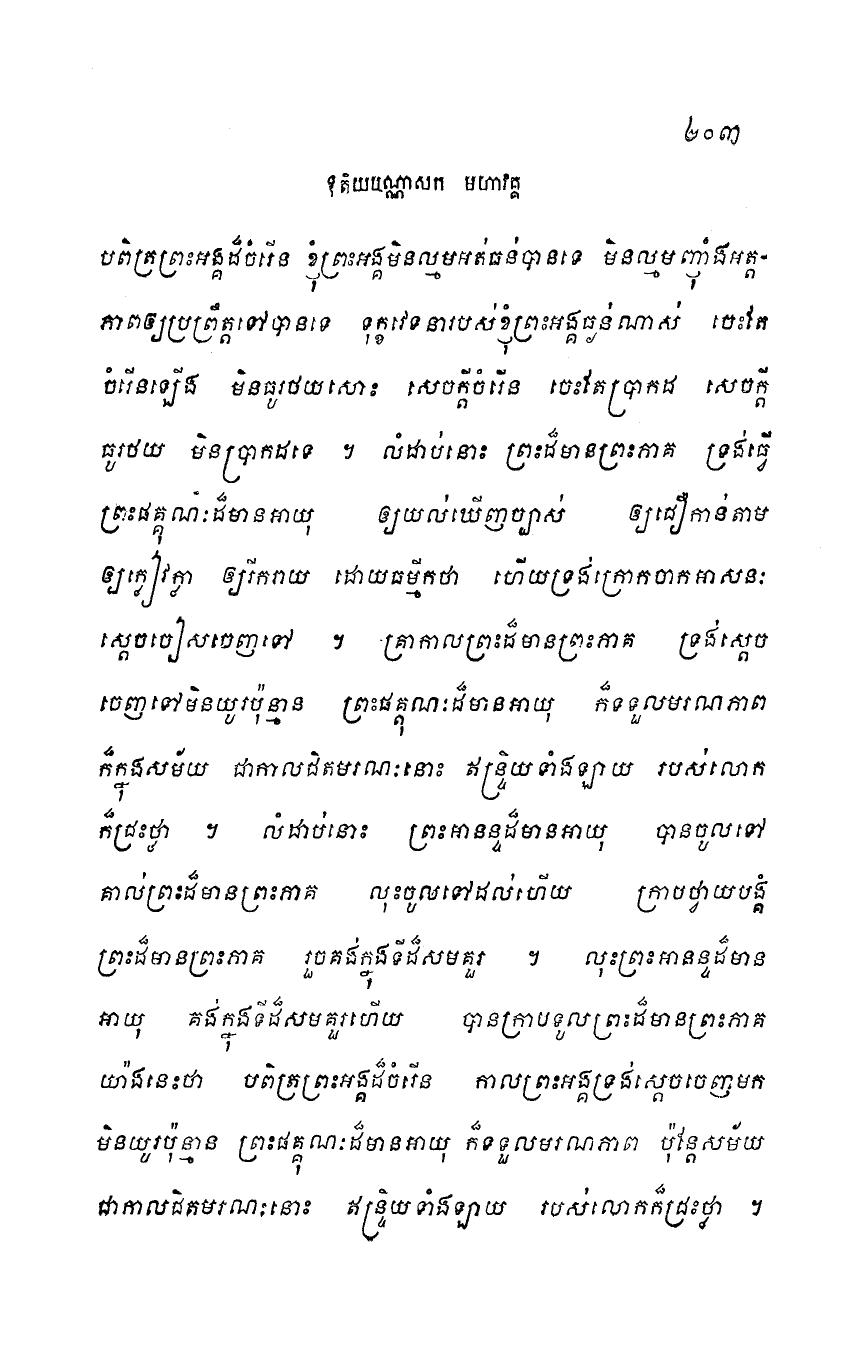 ២០៣
ទុតិយបណ្ណាសក មហាវគ្គ
បពិត្រព្រះអង្គដ៏ចំរើន ខ្ញុំព្រះអង្គមិនល្មមអត់ធន់បានទេ មិនល្មមញ៉ាំងអត្ត-
ភាពឲ្យប្រព្រឹត្តទៅបានទេ ទុក្ខវេទនារបស់ខ្ញុំព្រះអង្គធ្ងន់ណាស់ ចេះតែ
ចំរើនឡើង មិនធូរថយសោះ សេចក្តីចំរើន ចេះតែប្រាកដ សេចក្តី
ធូរថយ មិនប្រាកដទេ ។ លំដាប់នោះ ព្រះដ៏មានព្រះភាគ ទ្រង់ធ្វើ
ព្រះផគ្គុណៈដ៏មានអាយុ ឲ្យយល់ឃើញច្បាស់ ឲ្យជឿកាន់តាម
ឲ្យក្លៀវក្លា ឲ្យរីករាយ ដោយធម្មីកថា ហើយទ្រង់ក្រោកចាកអាសនៈ
ស្តេចចៀសចេញទៅ ។ គ្រាកាលព្រះដ៏មានព្រះភាគ ទ្រង់ស្តេច
ចេញទៅមិនយូរប៉ុន្មាន ព្រះផគ្គុណៈដ៏មានអាយុ ក៏ទទួលមរណភាព
ក៏ក្នុងសម័យ ជាកាលជិតមរណៈនោះ ឥន្ទ្រិយទាំងឡាយ របស់លោក
ក៏ជ្រះថ្លា ។ លំដាប់នោះ ព្រះអានន្ទដ៏មានអាយុ បានចូលទៅ
គាល់ព្រះដ៏មានព្រះភាគ លុះចូលទៅដល់ហើយ ក្រាបថ្វាយបង្គំ
ព្រះដ៏មានព្រះភាគ រួចគង់ក្នុងទីដ៏សមគួរ ។ លុះព្រះអានន្ទដ៏មាន
អាយុ គង់ក្នុងទីដ៏សមគួរហើយ បានក្រាបទូលព្រះដ៏មានព្រះភាគ
យ៉ាងនេះថា បពិត្រព្រះអង្គដ៏ចំរើន កាលព្រះអង្គទ្រង់ស្តេចចេញមក
មិនយូរប៉ុន្មាន ព្រះផគ្គុណៈដ៏មានអាយុ ក៏ទទួលមរណភាព ប៉ុន្តែសម័យ
ជាកាលជិតមរណៈនោះ ឥន្ទ្រិយទាំងឡាយ របស់លោកក៏ជ្រះថ្លា ។